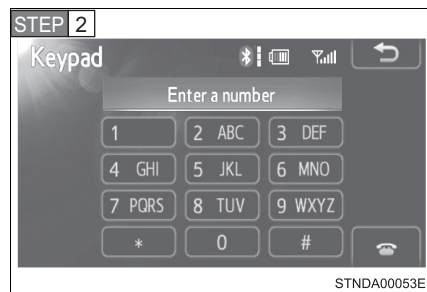 STEP 2
Keypad
Enter a number
1 2 ABC 3 DEF
4 GHI 5 JKL 6 MNO
7 PQRS 8 TUV 9 WXYZ
* 0 #
STNDA00053E